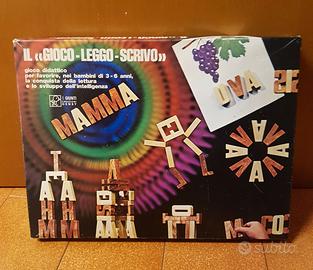 IL «GIOCO-LEGGO-SCRIVO»
gioco didattico
per favorire, nei bambini di 3-6 anni,
la conquista della lettura
e lo sviluppo dell'intelligenza
I GIUNTI
MAMMA
UVA
subito